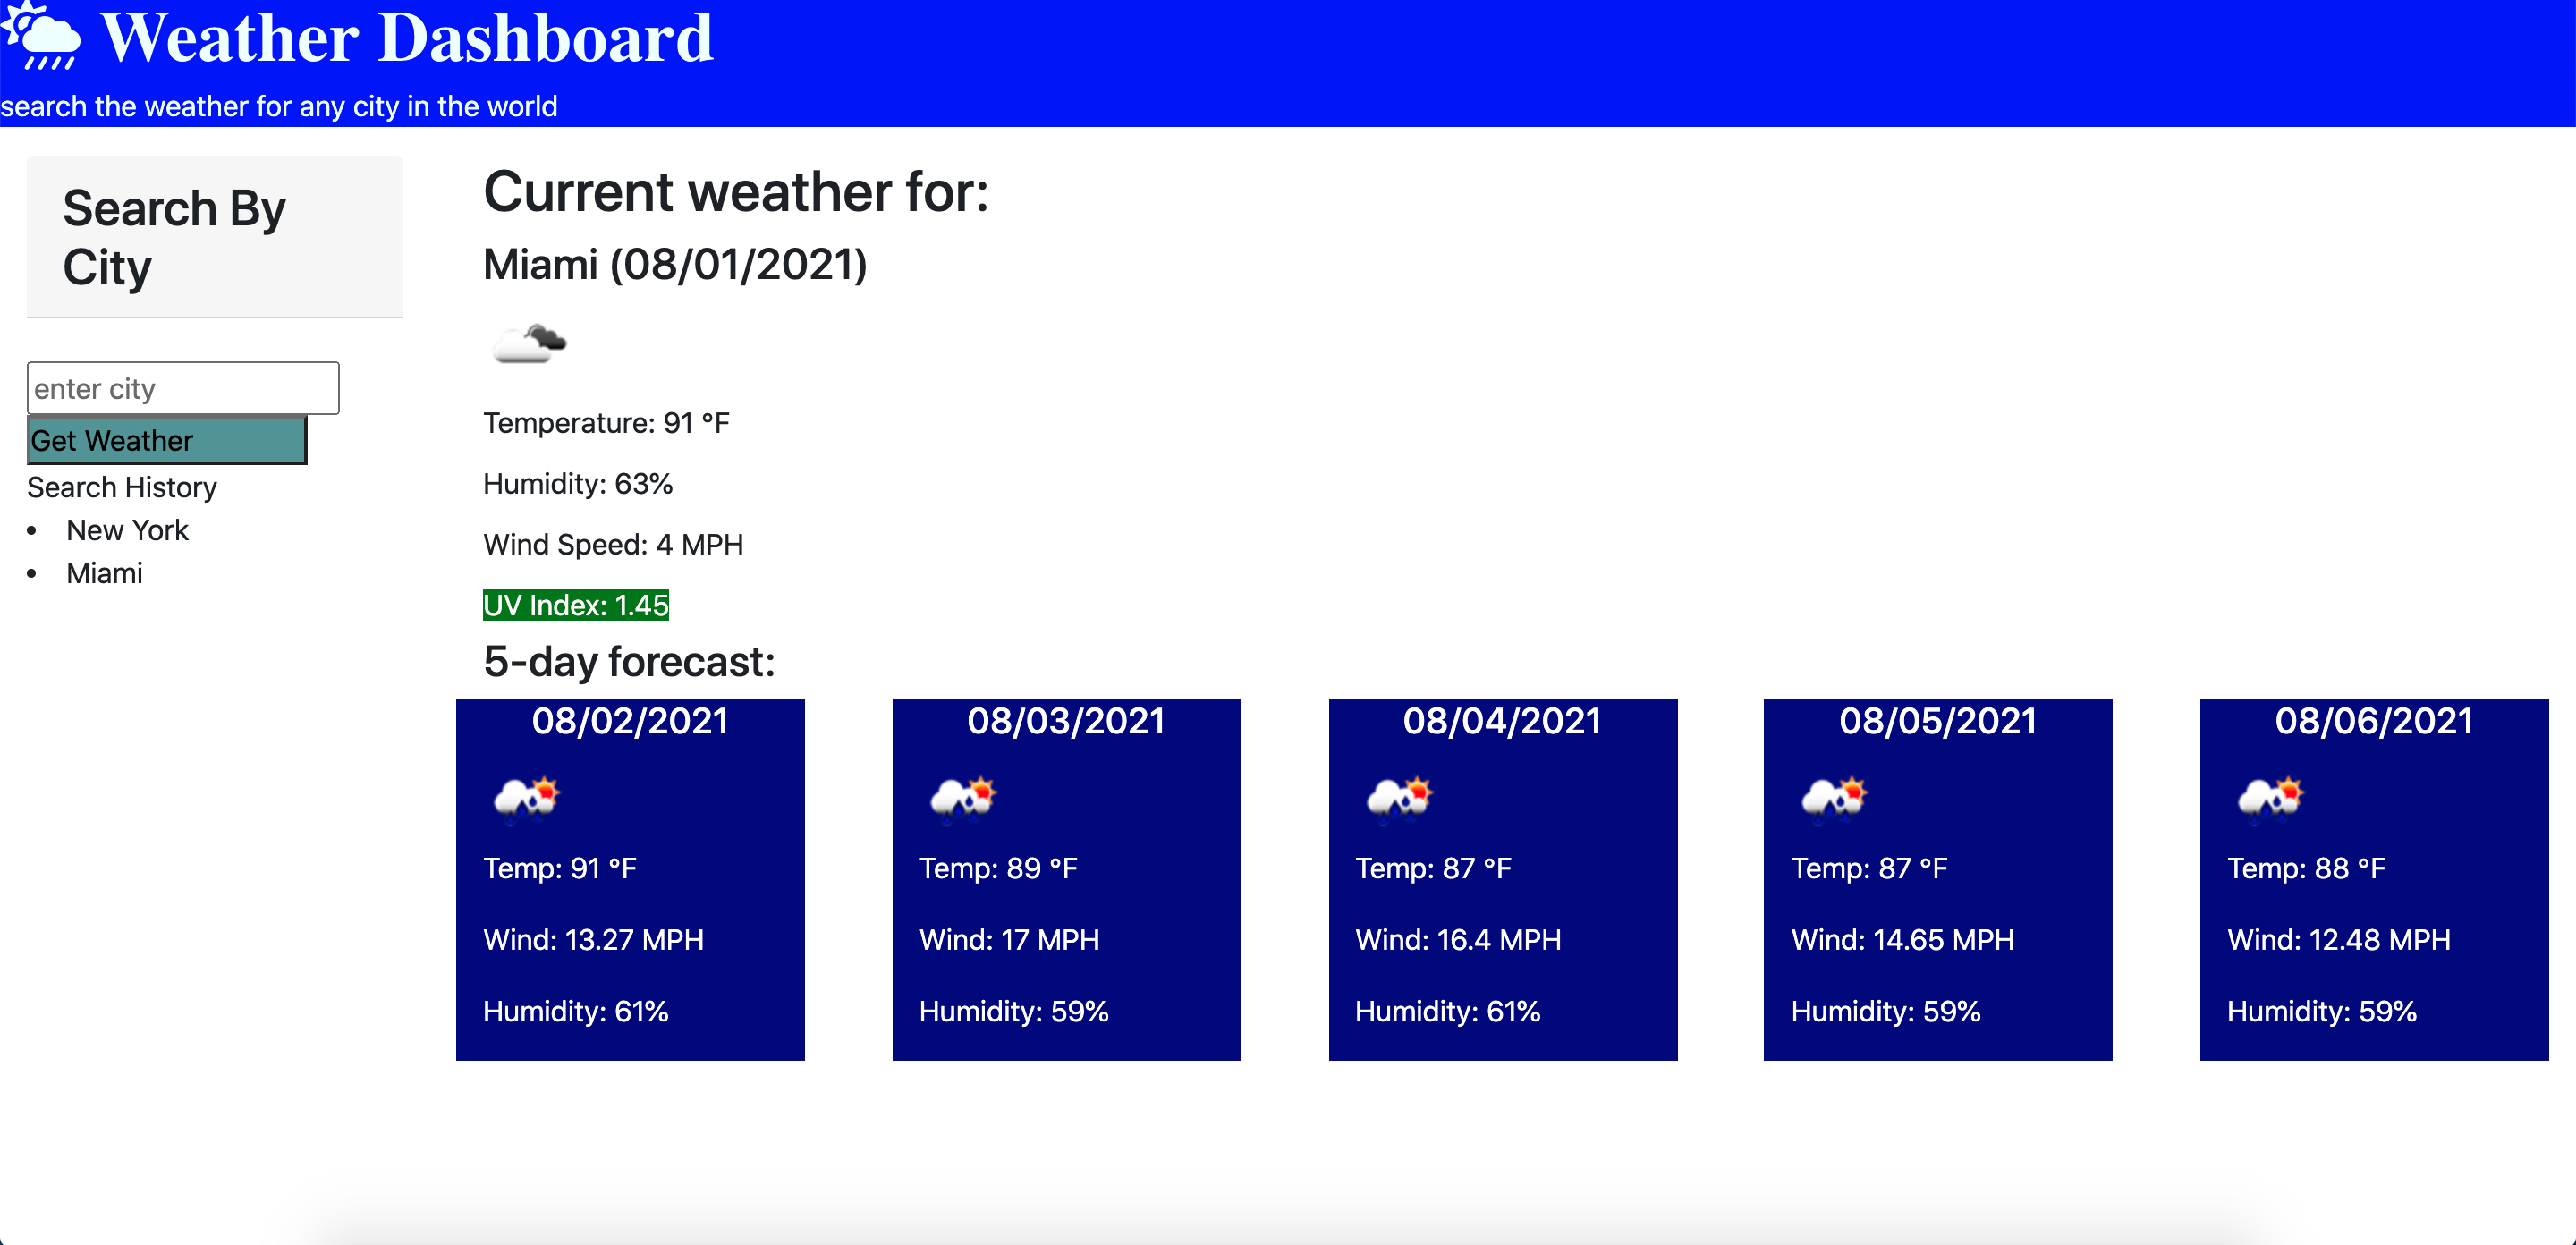 Weather Dashboard
search the weather for any city in the world
Search By
City
enter city
Get Weather
Search History
New York
Miami
Current weather for:
Miami (08/01/2021)
Temperature: 91 °F
Humidity: 63%
Wind Speed: 4 MPH
UV Index: 1.45
5-day forecast:
08/02/2021
Temp: 91 °F
Wind: 13.27 MPH
Humidity: 61%
08/03/2021
Temp: 89 °F
Wind: 17 MPH
Humidity: 59%
08/04/2021
Temp: 87 °F
Wind: 16.4 MPH
Humidity: 61%
08/05/2021
Temp: 87 °F
Wind: 14.65 MPH
Humidity: 59%
08/06/2021
Temp: 88 °F
Wind: 12.48 MPH
Humidity: 59%